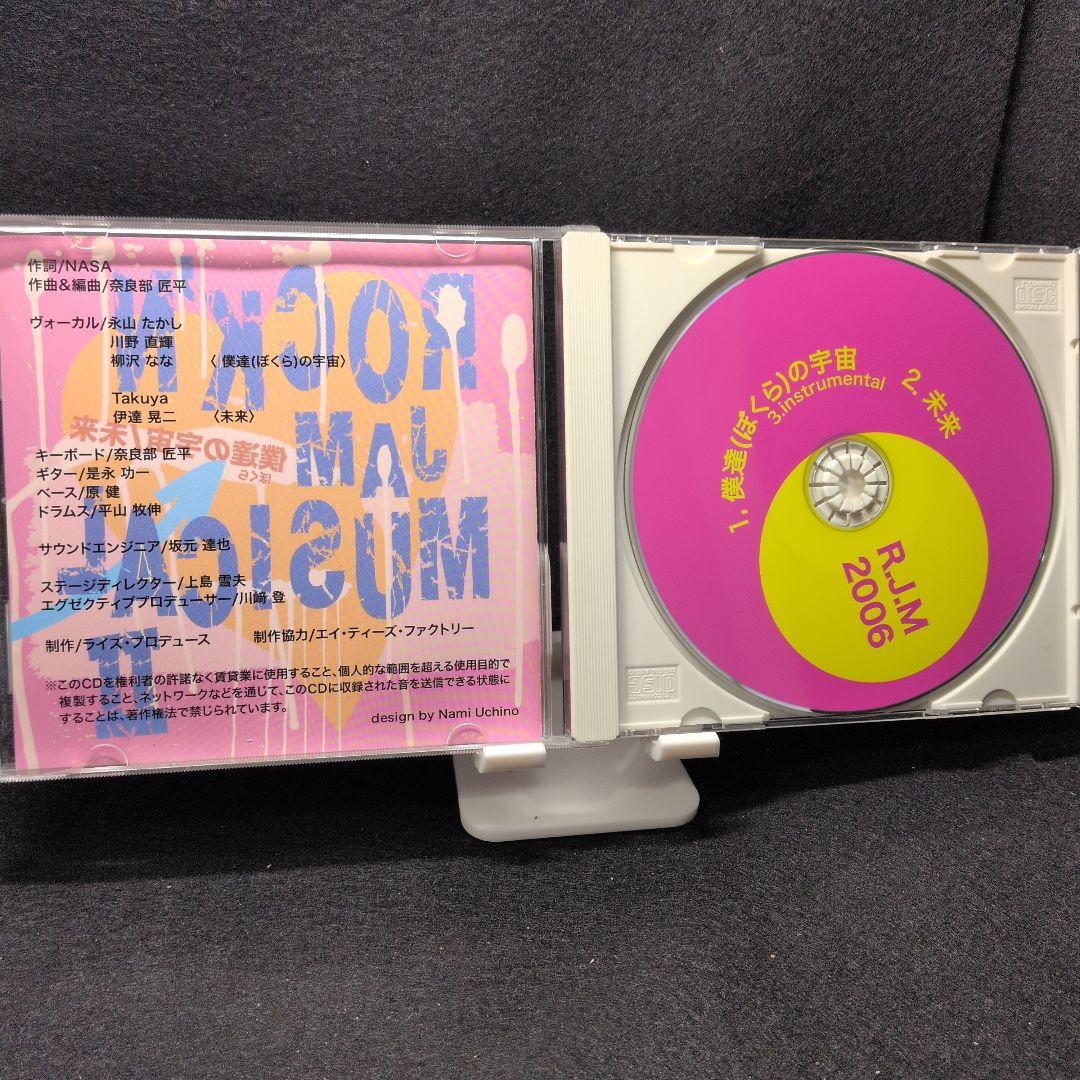 作詞/NASA
作曲&編曲/奈良部 匠平
ヴォーカル/永山 たかし
川野 直輝
柳沢 なな 〈 僕達(ぼくら)の宇宙〉
Takuya
伊達 晃二 〈未来〉
キーボード/奈良部 匠平
ギター/是永 功一
ベース/原 健
ドラムス/平山 牧伸
サウンドエンジニア/坂元 達也
ステージディレクター/上島 雪夫
エグゼクティブプロデューサー/川﨑 登
制作/ライズ・プロデュース 制作協力/エイ・ティーズ・ファクトリー
※このCDを権利者の許諾なく賃貸業に使用すること、個人的な範囲を超える使用目的で
複製すること、ネットワークなどを通じて、このCDに収録された音を送信できる状態に
することは、著作権法で禁じられています。
design by Nami Uchino
ROCK'N
JAM
MUSICAL
II
僕達の宇宙/未来
ぼくら
1. 僕達(ぼくら)の宇宙
3.instrumental
2. 未来
R.J.M
2006
COMPACT
disc
DIGITAL AUDIO
COMPACT
disc
DIGITAL AUDIO